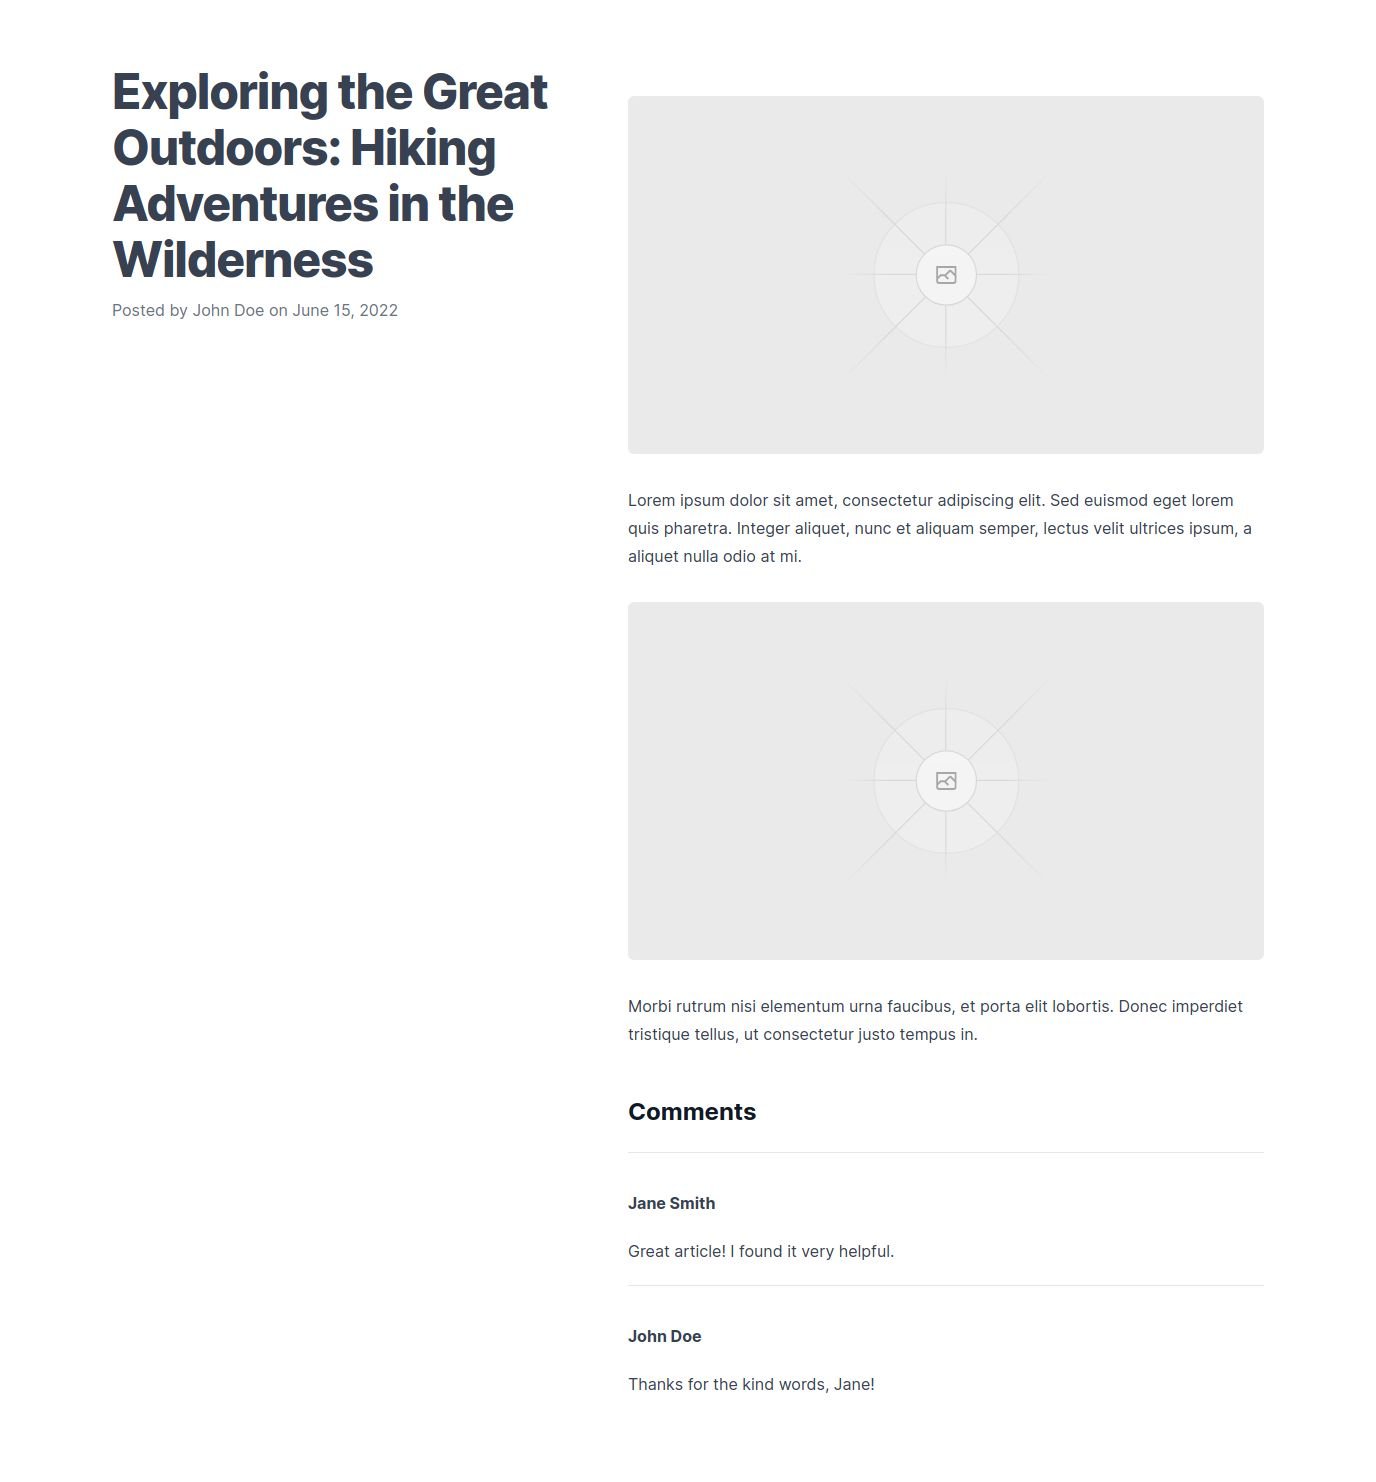 Exploring the Great
Outdoors: Hiking
Adventures in the
Wilderness
Posted by John Doe on June 15, 2022
Lorem ipsum dolor sit amet, consectetur adipiscing elit. Sed euismod eget lorem
quis pharetra. Integer aliquet, nunc et aliquam semper, lectus velit ultrices ipsum, a
aliquet nulla odio at mi.
Morbi rutrum nisi elementum urna faucibus, et porta elit lobortis. Donec imperdiet
tristique tellus, ut consectetur justo tempus in.
Comments
Jane Smith
Great article! I found it very helpful.
John Doe
Thanks for the kind words, Jane!